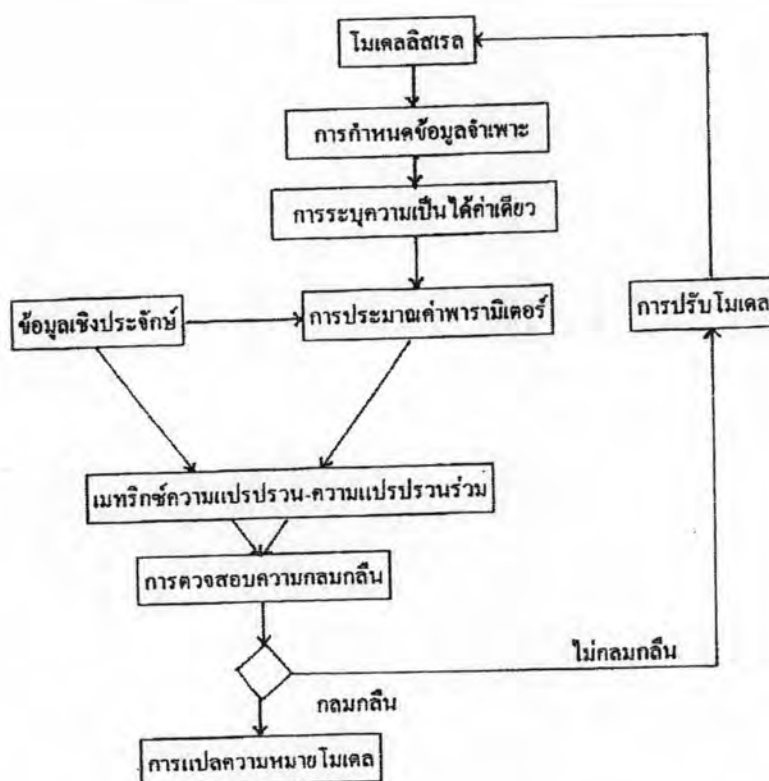 โมเดลลิสเรล
การกำหนดข้อมูลจำเพาะ
การระบุความเป็นได้ค่าเดียว
ข้อมูลเชิงประจักษ์
การประมาณค่าพารามิเตอร์
การปรับโมเดล
เมทริกซ์ความแปรปรวน-ความแปรปรวนร่วม
การตวจสอบความกลมกลืน
ไม่กลมกลืน
กลมกลืน
การแปลความหมายโมเดล